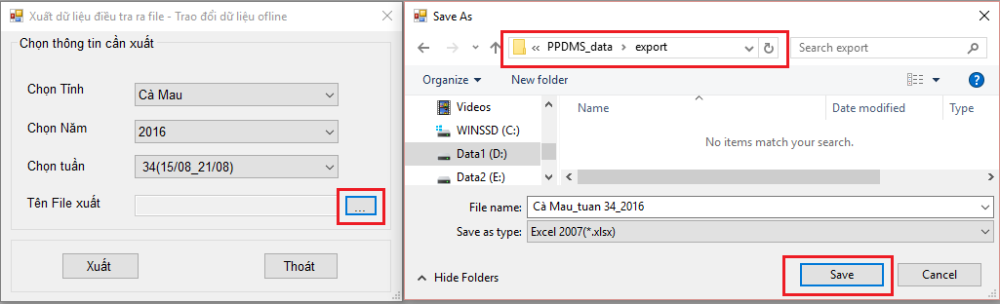 Xuất dữ liệu điều tra ra file - Trao đổi dữ liệu ofline
Chọn thông tin cần xuất
Chọn Tỉnh
Cà Mau
Chọn Năm
2016
Chọn tuần
34(15/08_21/08)
Tên File xuất
...
Xuất
Thoát
Save As
« PPDMS_data › export
Search export
Organize
New folder
?
Name
Date modified
Type
Videos
WINSSD (C:)
Data1 (D:)
Data2 (E:)
No items match your search.
File name: Cà Mau_tuan 34_2016
Save as type: Excel 2007(*.xlsx)
Hide Folders
Save
Cancel